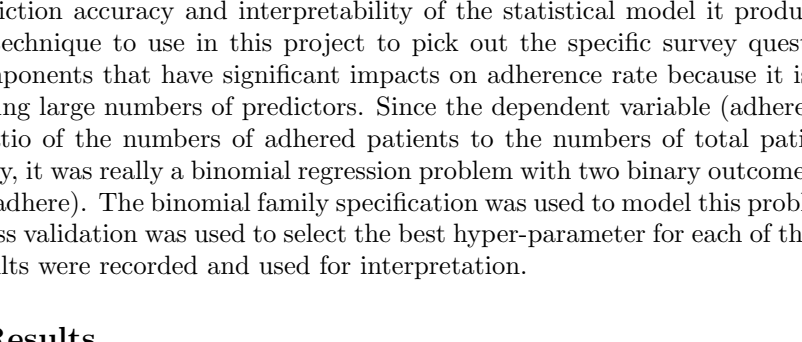 iction accuracy and interpretability of the statistical model it produ
echnique to use in this project to pick out the specific survey quest
ponents that have significant impacts on adherence rate because it is
ing large numbers of predictors. Since the dependent variable (adhere
tio of the numbers of adhered patients to the numbers of total pati
y, it was really a binomial regression problem with two binary outcome
adhere). The binomial family specification was used to model this probl
ss validation was used to select the best hyper-parameter for each of th
lts were recorded and used for interpretation.
Results